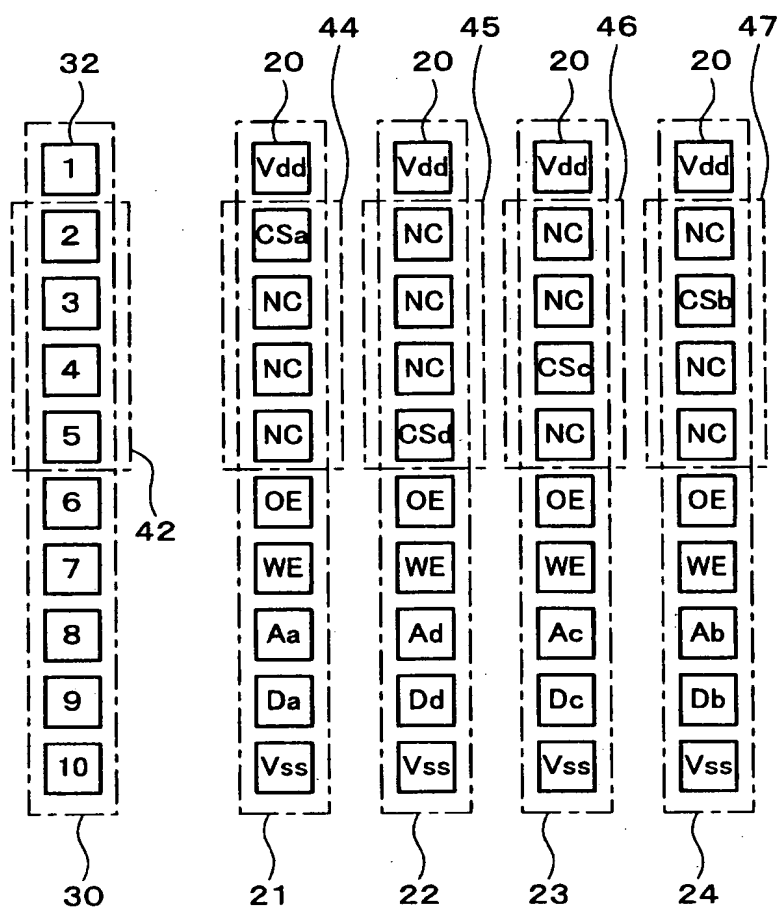 44 45 46 47
32 20 20 20 20
1 Vdd Vdd Vdd Vdd
2 CSa NC NC NC
3 NC NC NC CSb
4 NC NC CSc NC
5 NC CSd NC NC
6 OE OE OE OE
42
7 WE WE WE WE
8 Aa Ad Ac Ab
9 Da Dd Dc Db
10 Vss Vss Vss Vss
30 21 22 23 24